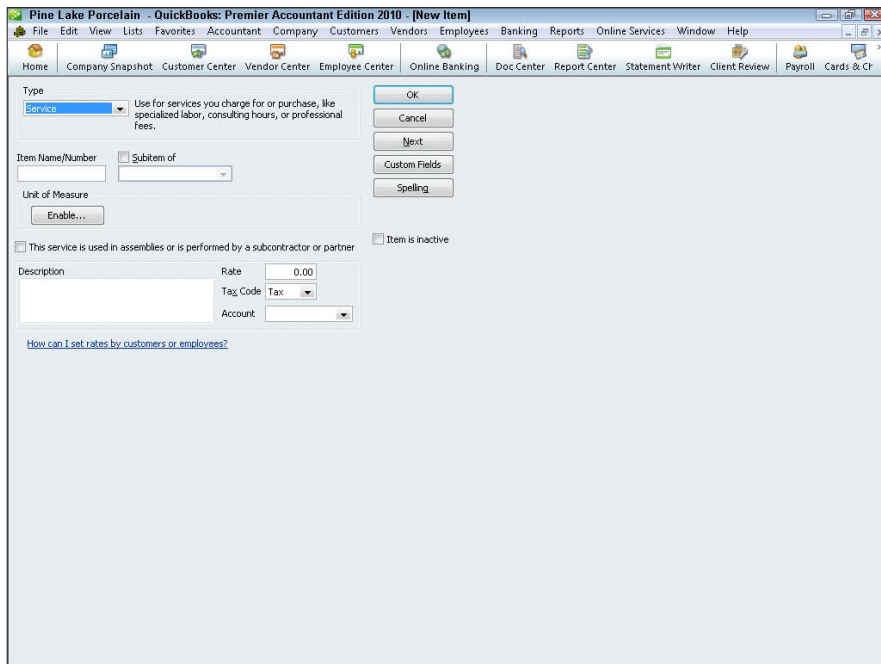 Pine Lake Porcelain - QuickBooks: Premier Accountant Edition 2010 - [New Item]
File Edit View Lists Favorites Accountant Company Customers Vendors Employees Banking Reports Online Services Window Help
Home Company Snapshot Customer Center Vendor Center Employee Center Online Banking Doc Center Report Center Statement Writer Client Review Payroll Cards & Ch
Type
Service
Use for services you charge for or purchase, like
specialized labor, consulting hours, or professional
fees.
OK
Cancel
Next
Custom Fields
Spelling
Item Name/Number Subitem of
Unit of Measure
Enable...
Item is inactive
This service is used in assemblies or is performed by a subcontractor or partner
Description
Rate 0.00
Tax Code Tax
Account
How can I set rates by customers or employees?